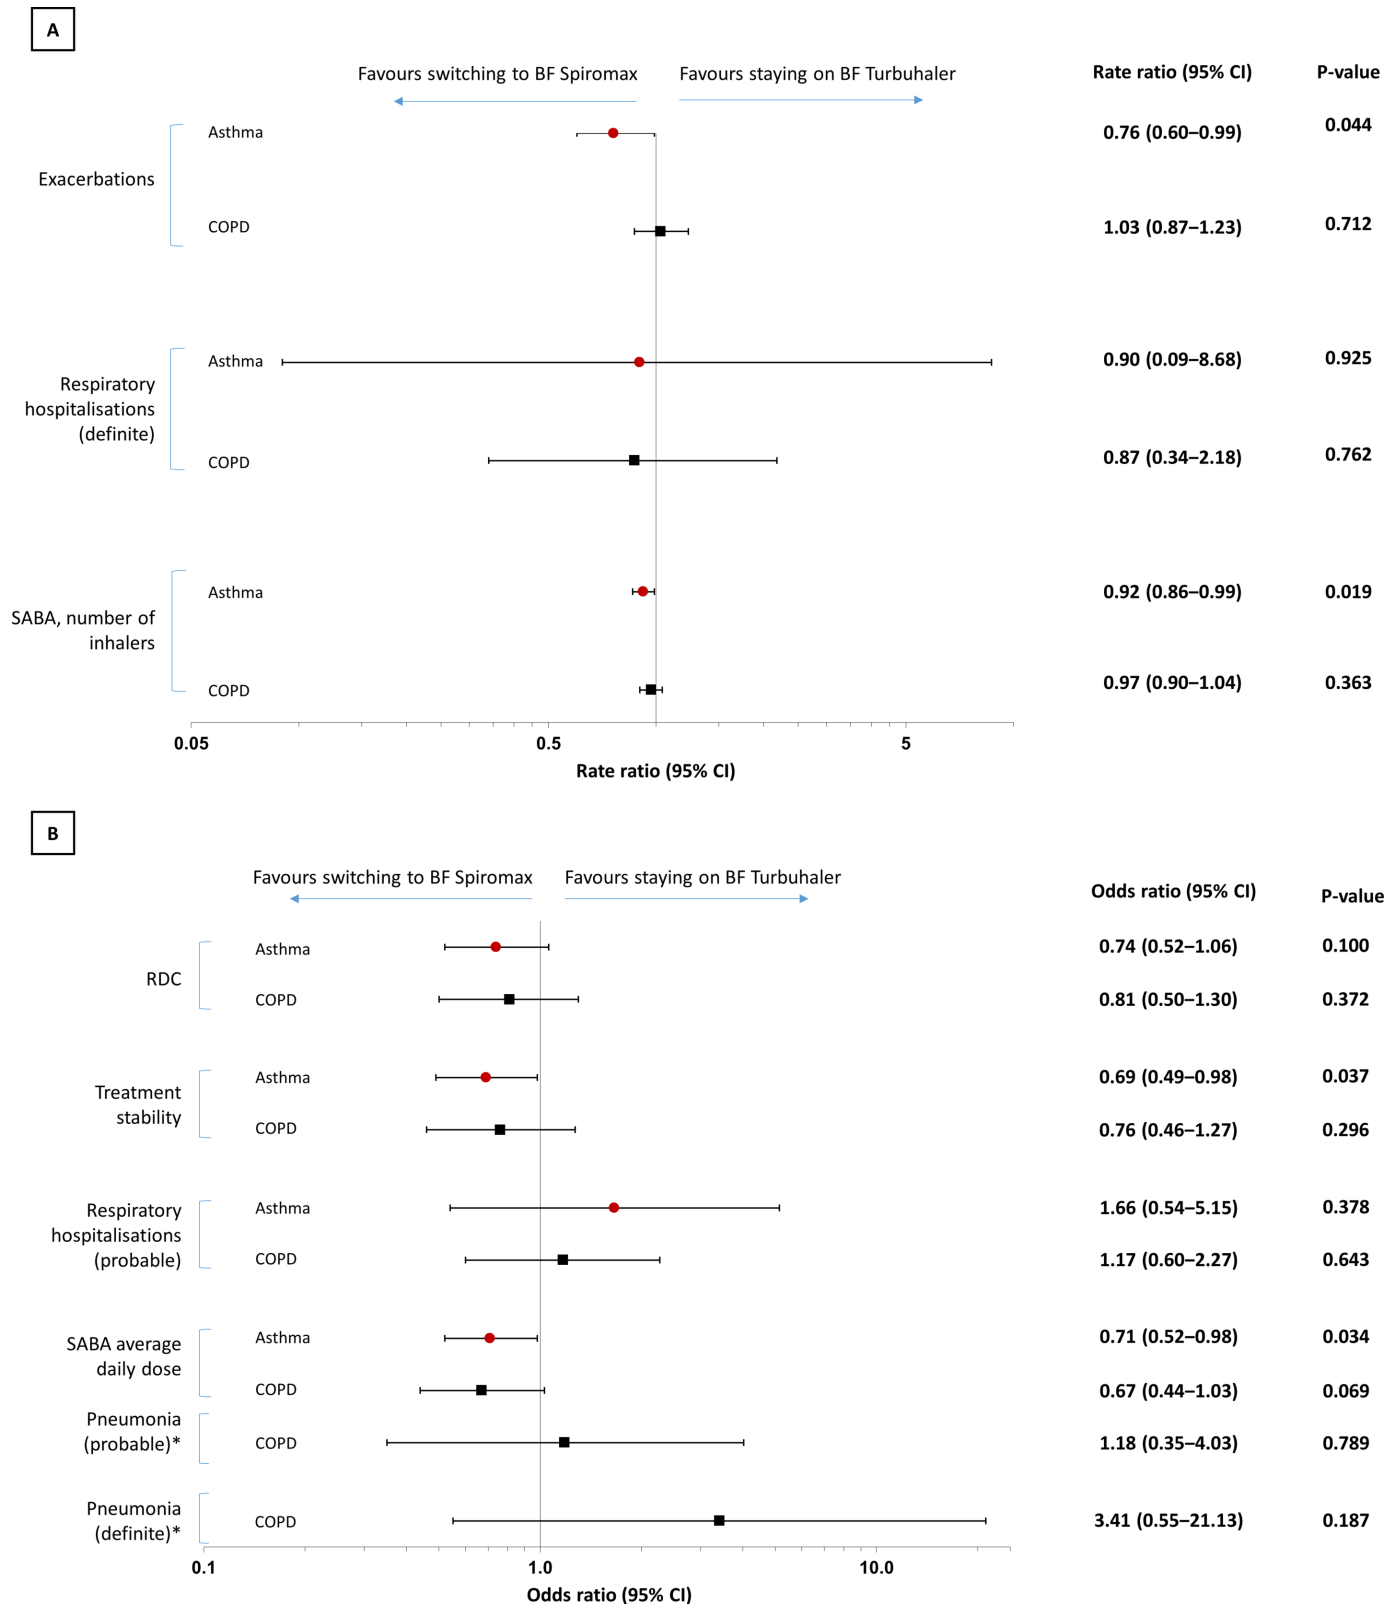 A
Favours switching to BF Spiromax
Favours staying on BF Turbuhaler
Rate ratio (95% CI)
P-value
Exacerbations
Asthma
0.76 (0.60–0.99)
0.044
COPD
1.03 (0.87–1.23)
0.712
Respiratory
hospitalisations
(definite)
Asthma
0.90 (0.09–8.68)
0.925
COPD
0.87 (0.34–2.18)
0.762
SABA, number of
inhalers
Asthma
0.92 (0.86–0.99)
0.019
COPD
0.97 (0.90–1.04)
0.363
0.05
0.5
5
Rate ratio (95% CI)
B
Favours switching to BF Spiromax
Favours staying on BF Turbuhaler
Odds ratio (95% CI)
P-value
RDC
Asthma
0.74 (0.52–1.06)
0.100
COPD
0.81 (0.50–1.30)
0.372
Treatment
stability
Asthma
0.69 (0.49–0.98)
0.037
COPD
0.76 (0.46–1.27)
0.296
Respiratory
hospitalisations
(probable)
Asthma
1.66 (0.54–5.15)
0.378
COPD
1.17 (0.60–2.27)
0.643
SABA average
daily dose
Asthma
0.71 (0.52–0.98)
0.034
COPD
0.67 (0.44–1.03)
0.069
Pneumonia
(probable)*
COPD
1.18 (0.35–4.03)
0.789
Pneumonia
(definite)*
COPD
3.41 (0.55–21.13)
0.187
0.1
1.0
10.0
Odds ratio (95% CI)